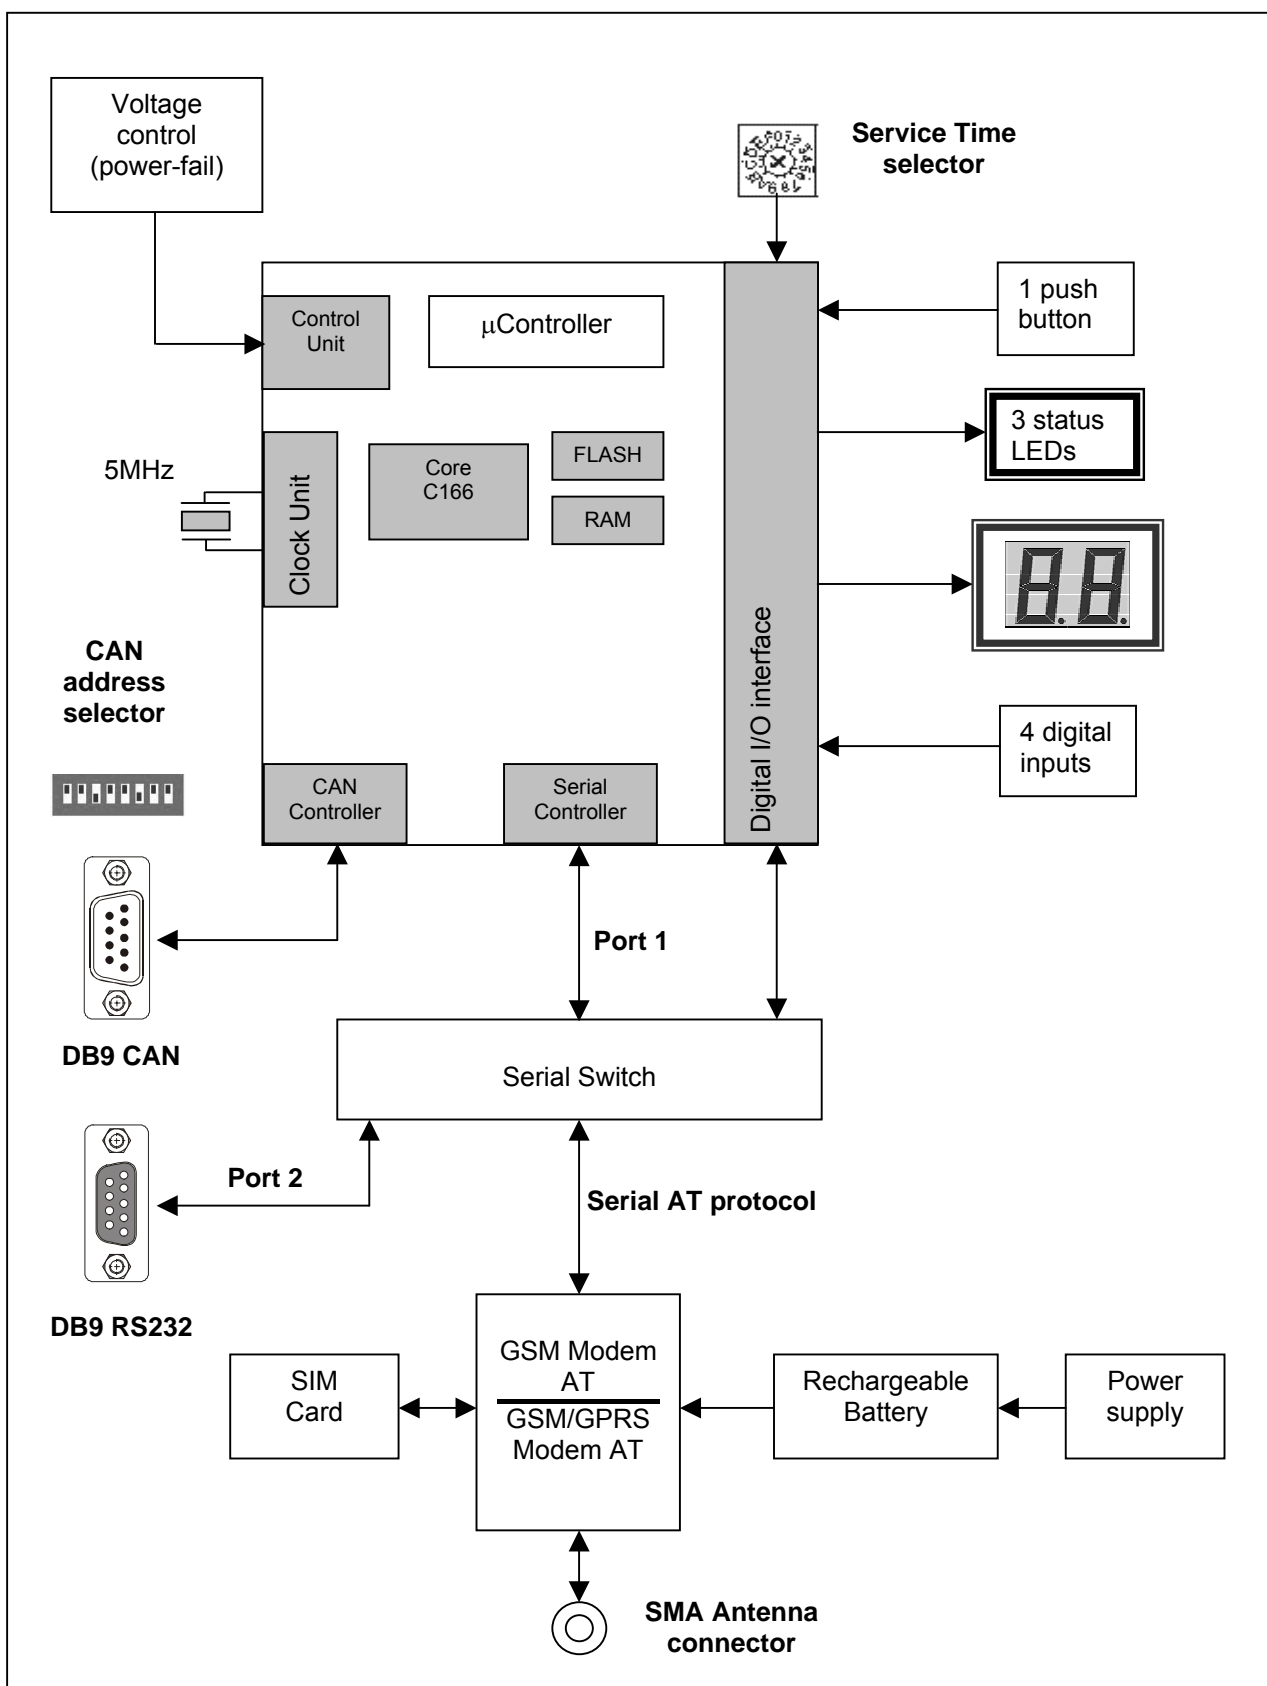 Voltage
control
(power-fail)
Service Time
selector
1 push
button
Control
Unit
μController
3 status
LEDs
5MHz
Clock Unit
Core
C166
FLASH
RAM
CAN
address
selector
Digital I/O interface
4 digital
inputs
CAN
Controller
Serial
Controller
Port 1
DB9 CAN
Serial Switch
Port 2
Serial AT protocol
DB9 RS232
SIM
Card
GSM Modem
AT
GSM/GPRS
Modem AT
Rechargeable
Battery
Power
supply
SMA Antenna
connector